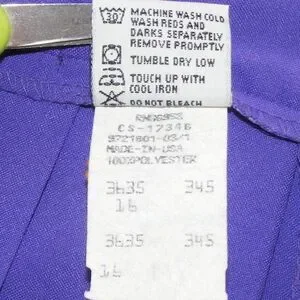 30
MACHINE WASH COLD
WASH REDS AND
DARKS SEPARATELY
REMOVE PROMPTLY
TUMBLE DRY LOW
TOUCH UP WITH
COOL IRON
DO NOT BLEACH
CS-17346
MADE-IN-USA
100%POLYESTER
3635 345
16
3635 345
16